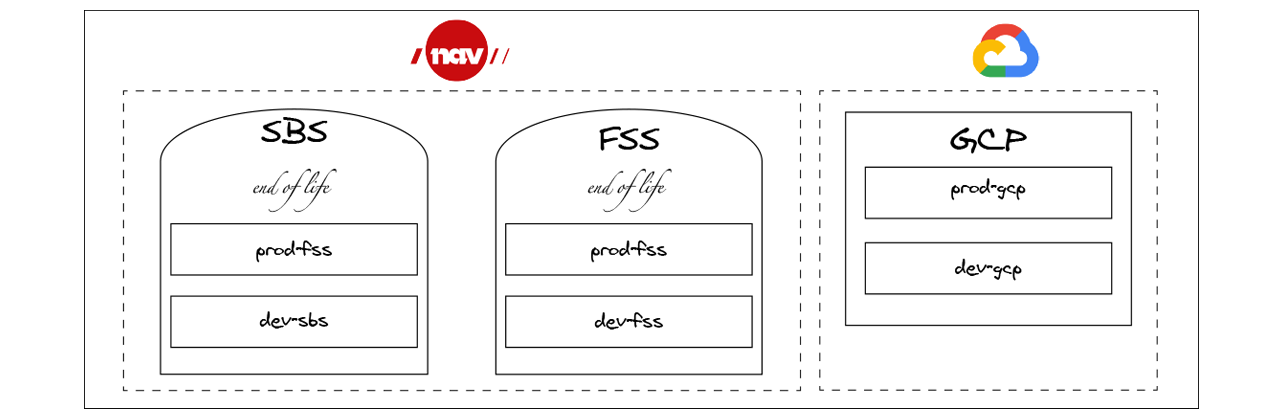 nav
SBS
end of life
prod-fss
dev-sbs
FSS
end of life
prod-fss
dev-fss
GCP
prod-gcp
dev-gcp